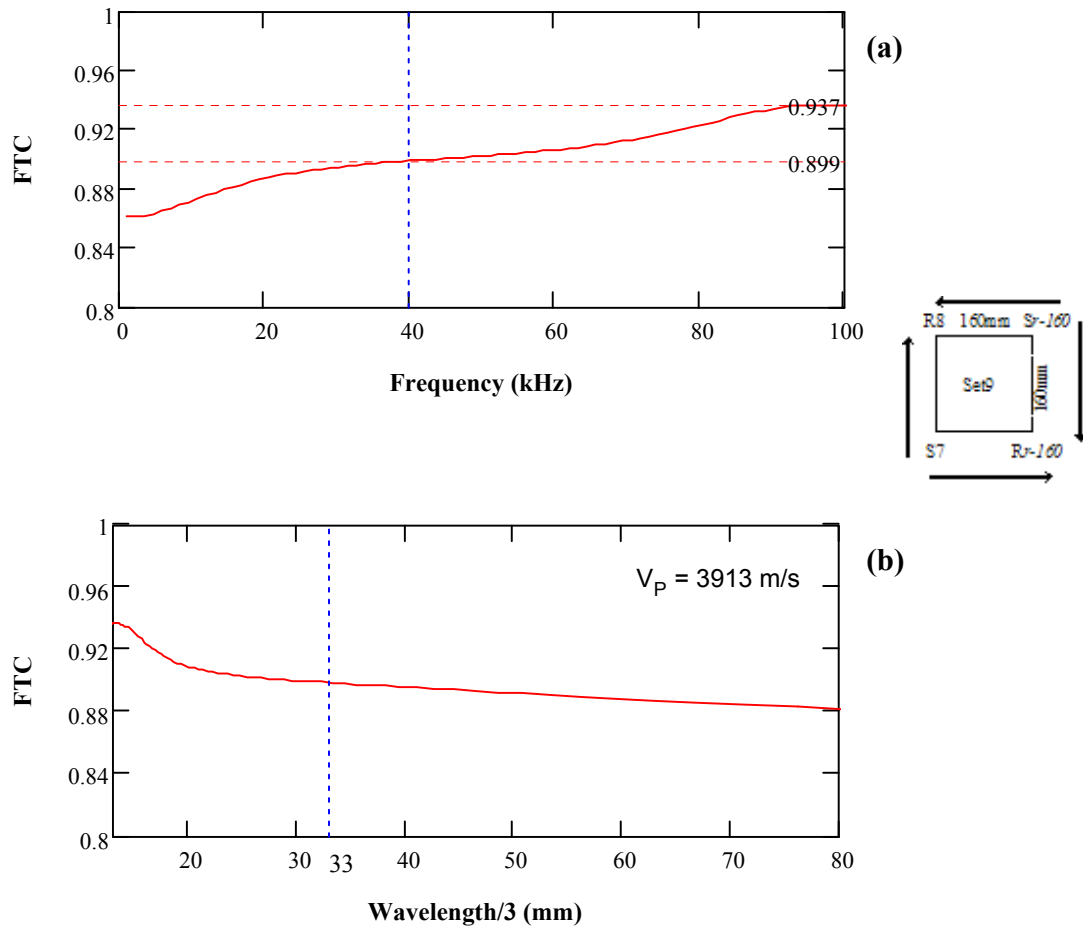 1
(a)
0.96
0.937
0.92
FTC
0.899
0.88
0.84
0.8
0 20 40 60 80 100
Frequency (kHz)
R8 160mm Sr-160
Set9
160mm
S7 Rr-160
1
(b)
V_P = 3913 m/s
0.96
0.92
FTC
0.88
0.84
0.8
20 30 33 40 50 60 70 80
Wavelength/3 (mm)